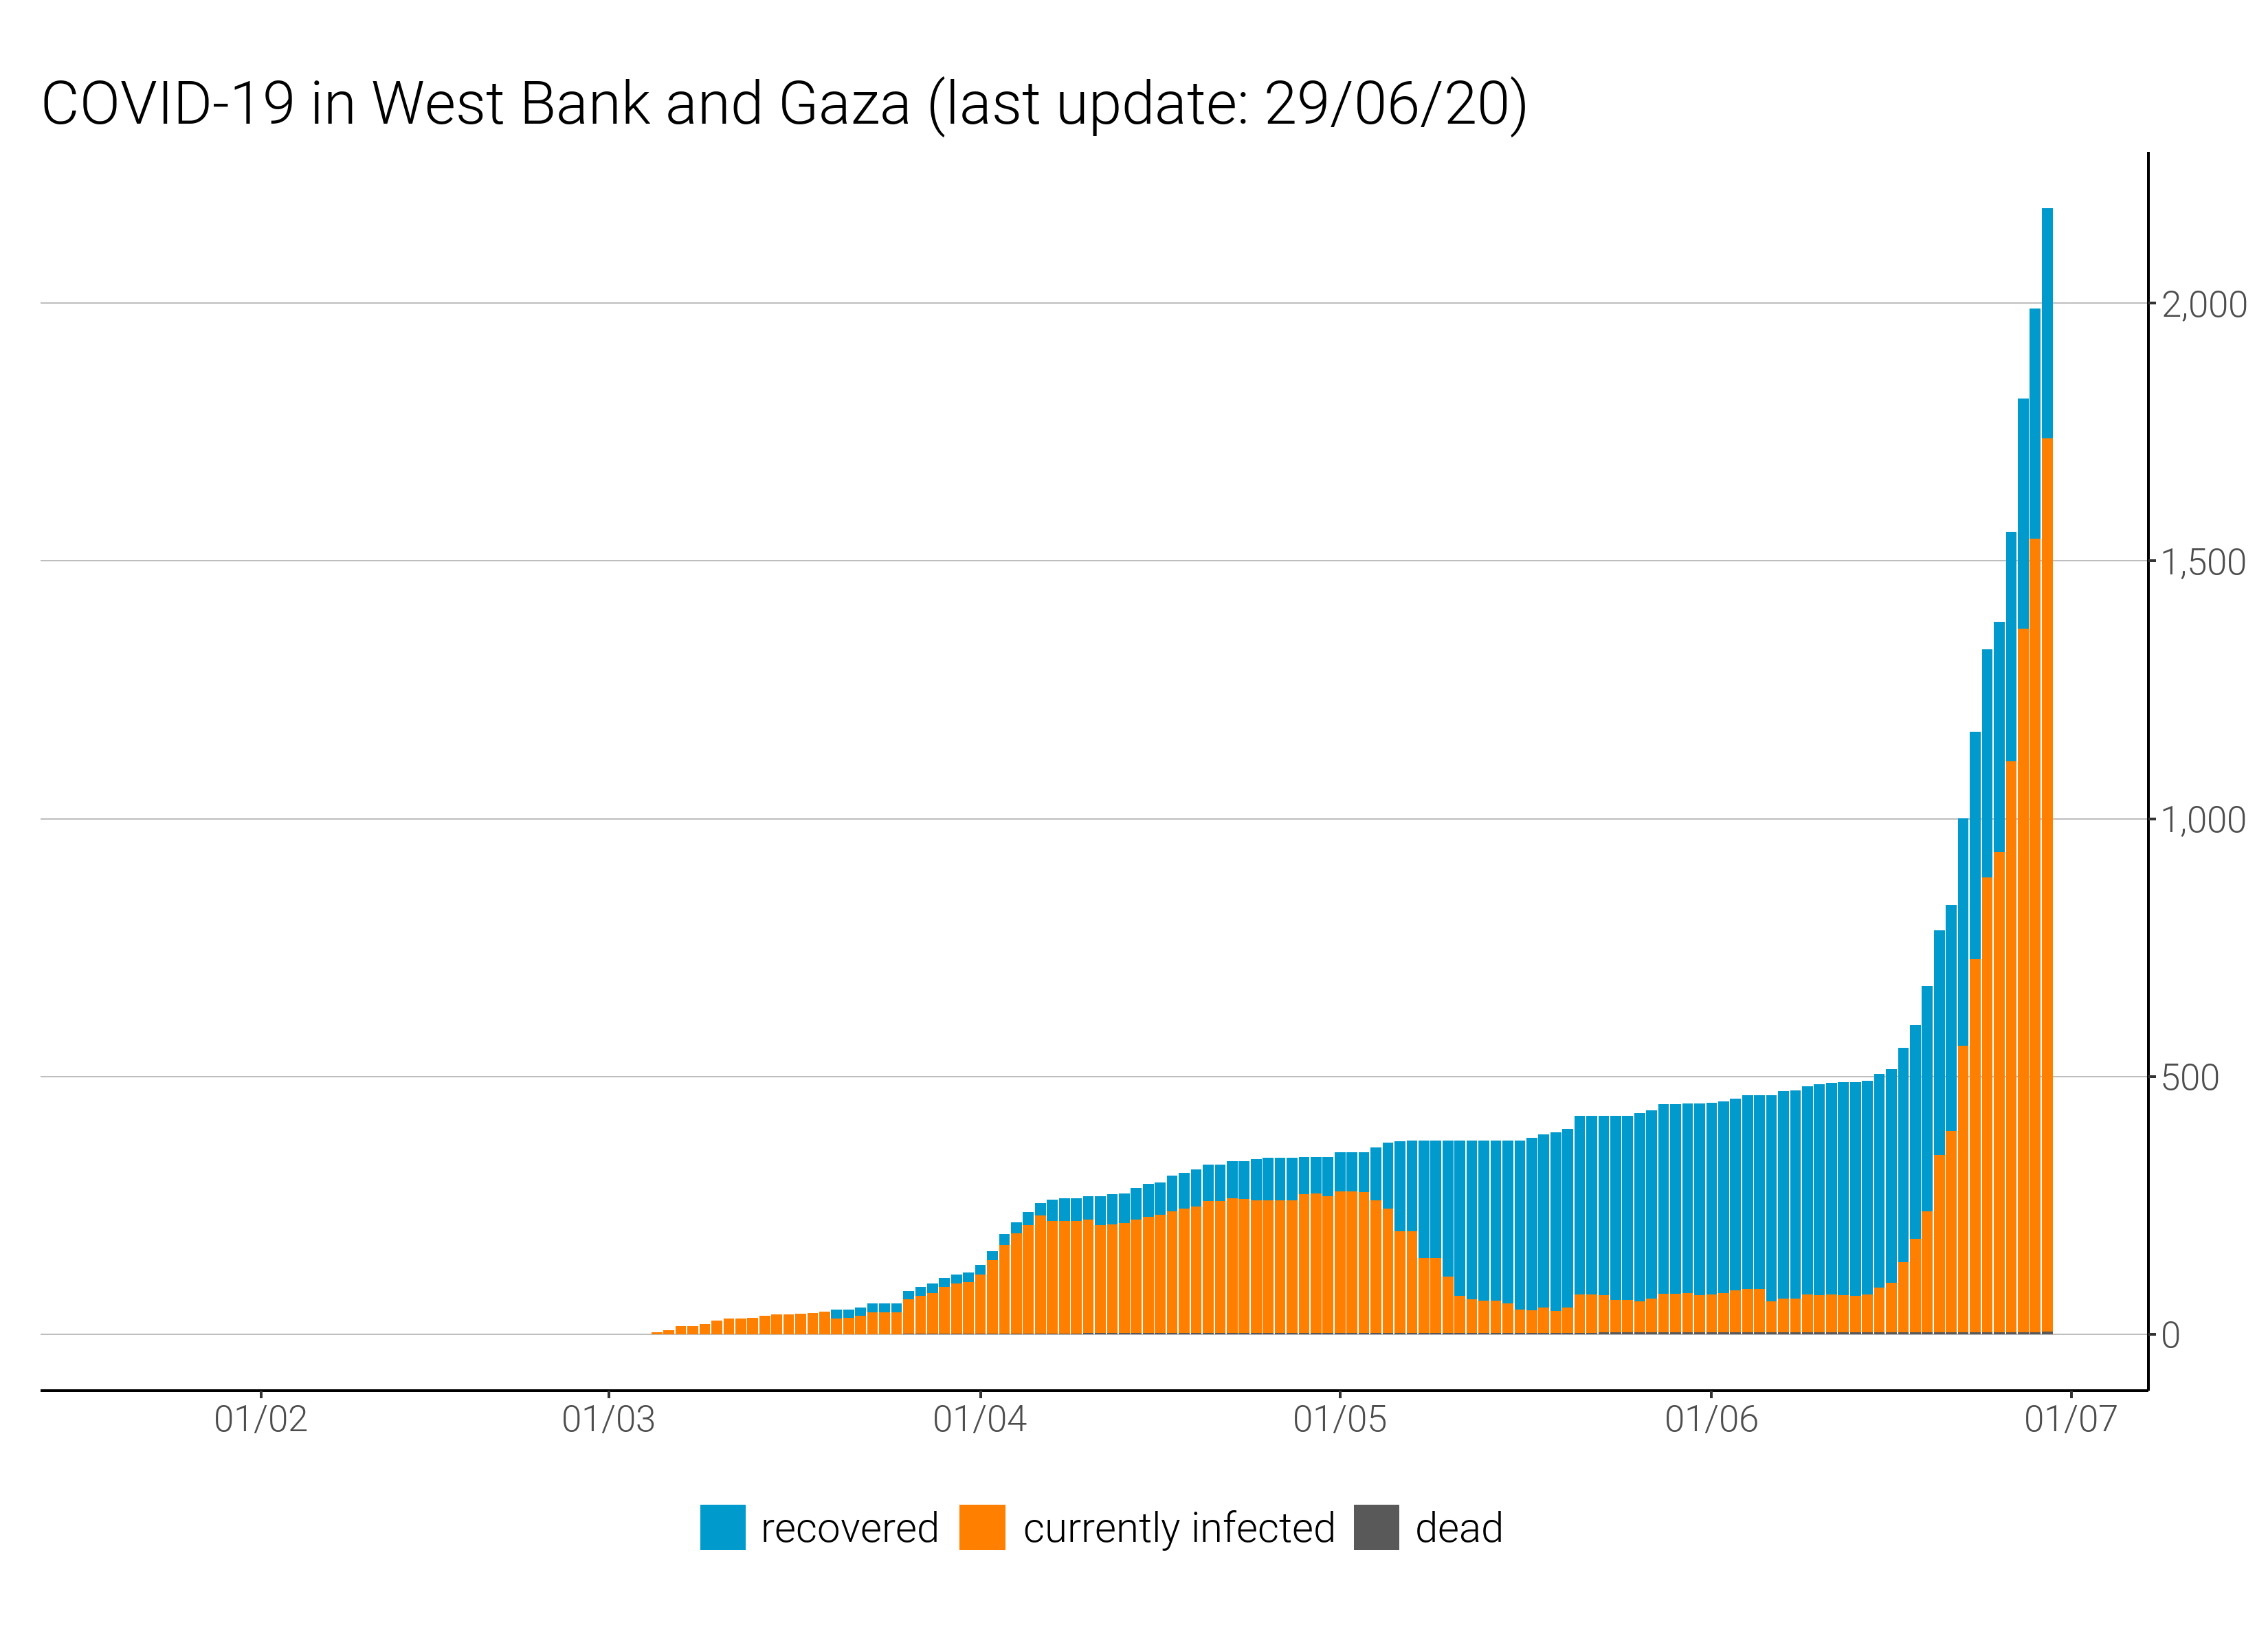 COVID-19 in West Bank and Gaza (last update: 29/06/20)
2,000
1,500
1,000
500
0
01/02 01/03 01/04 01/05 01/06 01/07
recovered currently infected dead